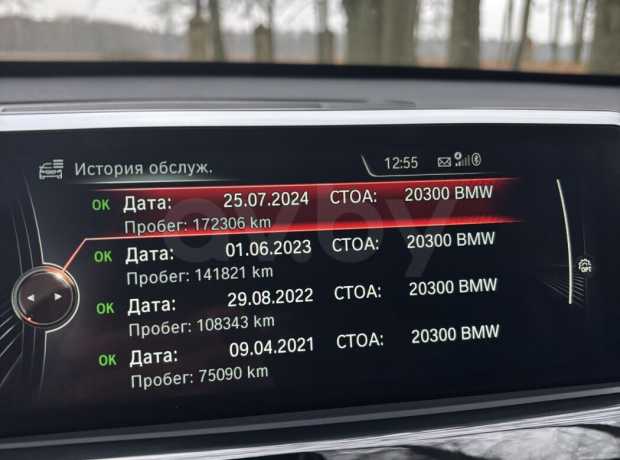 История обслуж.
12:55
OK Дата: 25.07.2024 СТОА: 20300 BMW
Пробег: 172306 km
OK Дата: 01.06.2023 СТОА: 20300 BMW
Пробег: 141821 km
OK Дата: 29.08.2022 СТОА: 20300 BMW
Пробег: 108343 km
OK Дата: 09.04.2021 СТОА: 20300 BMW
Пробег: 75090 km
OPT